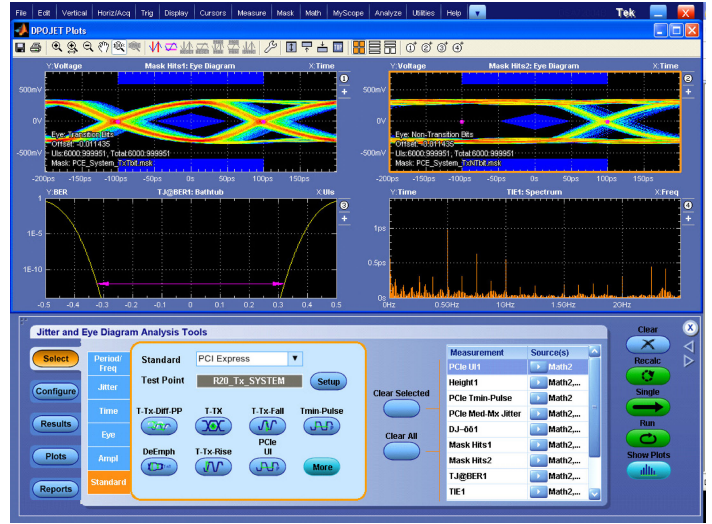 File Edit Vertical Horiz/Acq Trig Display Cursors Measure Mask Math MyScope Analyze Utilities Help Tek
DPOJET Plots
Y:Voltage Mask Hits1: Eye Diagram X:Time
500mV
0V
-500mV
Eye: Transition Bits
Offset: -0.011435
UIs:6000:999951, Total:6000:999951
Mask: PCE_System_TxTbit.msk
-200ps -150ps -100ps -50ps 0s 50ps 100ps 150ps
1
Y:Voltage Mask Hits2: Eye Diagram X:Time
500mV
0V
-500mV
Eye: Non-Transition Bits
Offset: -0.011435
UIs:6000:999951, Total:6000:999951
Mask: PCE_System_TxNTbit.msk
-200ps -150ps -100ps -50ps 0s 50ps 100ps 150ps
2
Y:BER TJ@BER1: Bathtub X:UIs
1
1E-5
1E-10
-0.5 -0.4 -0.3 -0.2 -0.1 0 0.1 0.2 0.3 0.4 0.5
3
Y:Time TIE1: Spectrum X:Freq
1ps
0.5ps
0s
0Hz 0.50GHz 10GHz 150GHz 20GHz
4
Jitter and Eye Diagram Analysis Tools
Select
Configure
Results
Plots
Reports
Period/
Freq
Jitter
Time
Eye
Ampl
Standard
Standard PCI Express
Test Point R20_Tx_SYSTEM Setup
T-Tx-Diff-PP T-TX T-Tx-Fall Tmin-Pulse
DeEmph T-Tx-Rise PCIe
UI
More
Clear Selected
Clear All
Measurement Source(s)
PCIe UI1 Math2
Height1 Math2,...
PCIe Tmin-Pulse Math2
PCIe Med-Mx Jitter Math2,...
DJ–δδ1 Math2,...
Mask Hits1 Math2,...
Mask Hits2 Math2,...
TJ@BER1 Math2,...
TIE1 Math2,...
Clear
X
Recalc
Single
Run
Show Plots